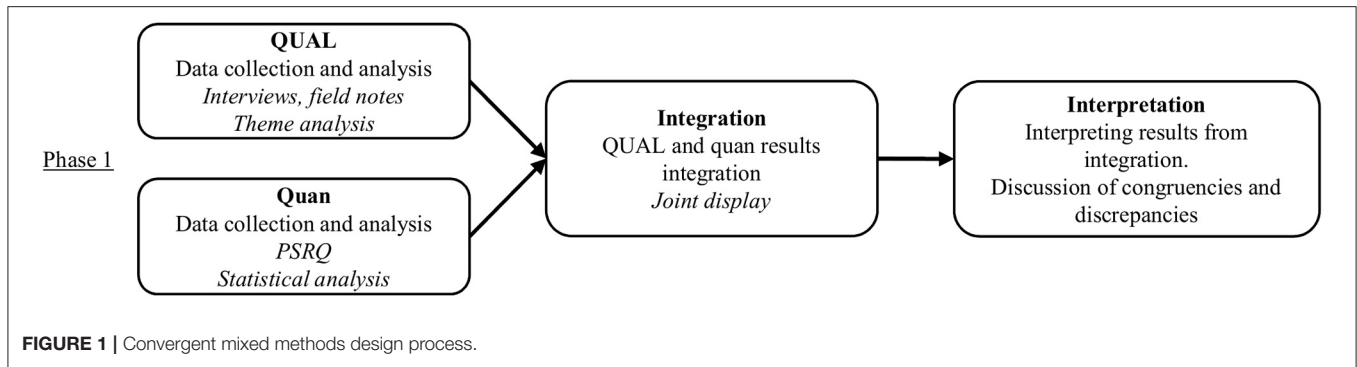 QUAL
Data collection and analysis
Interviews, field notes
Theme analysis
Phase 1
Quan
Data collection and analysis
PSRQ
Statistical analysis
Integration
QUAL and quan results
integration
Joint display
Interpretation
Interpreting results from
integration.
Discussion of congruencies and
discrepancies
FIGURE 1 | Convergent mixed methods design process.